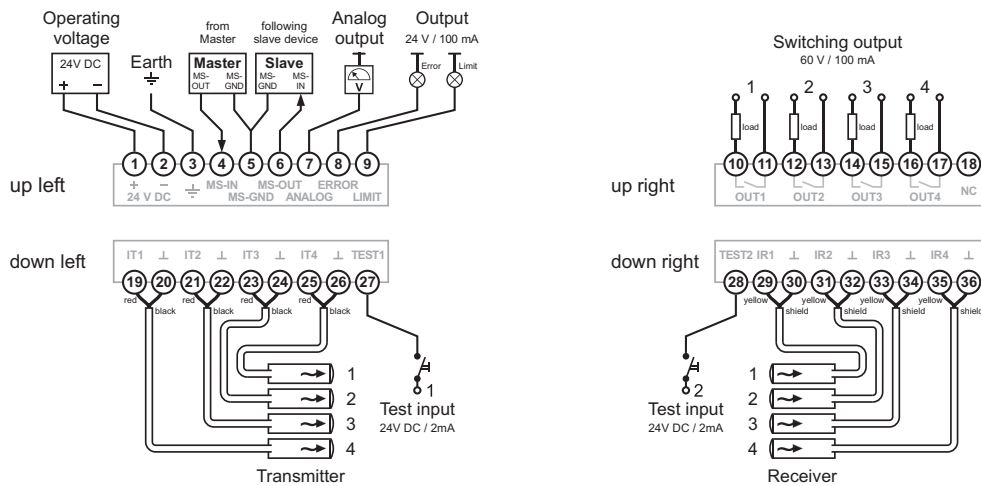 Operating
voltage
24V DC
+ −
Earth
from
Master
following
slave device
Master
MS-
OUT
MS-
GND
Slave
MS-
GND
MS-
IN
Analog
output
V
Output
24 V / 100 mA
Error
Limit
Switching output
60 V / 100 mA
1 2 3 4
load load load load
up left
1 2 3 4 5 6 7 8 9
+ − MS-IN MS-OUT ERROR
24 V DC MS-GND ANALOG LIMIT
up right
10 11 12 13 14 15 16 17 18
OUT1 OUT2 OUT3 OUT4 NC
down left
IT1 ⊥ IT2 ⊥ IT3 ⊥ IT4 ⊥ TEST1
19 20 21 22 23 24 25 26 27
red red red red
black black black black
1
2
3
4
Transmitter
1
Test input
24V DC / 2mA
down right
TEST2 IR1 ⊥ IR2 ⊥ IR3 ⊥ IR4 ⊥
28 29 30 31 32 33 34 35 36
yellow yellow yellow yellow
shield shield shield shield
2
Test input
24V DC / 2mA
1
2
3
4
Receiver